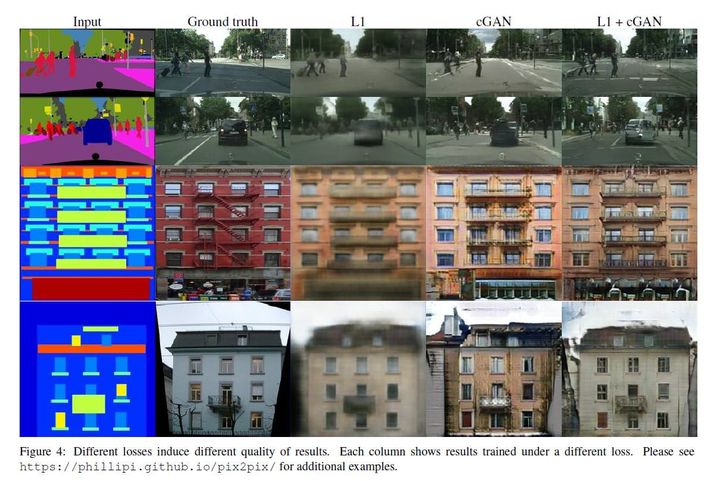 Input Ground truth L1 cGAN L1 + cGAN
Figure 4: Different losses induce different quality of results. Each column shows results trained under a different loss. Please see
https://phillipi.github.io/pix2pix/ for additional examples.